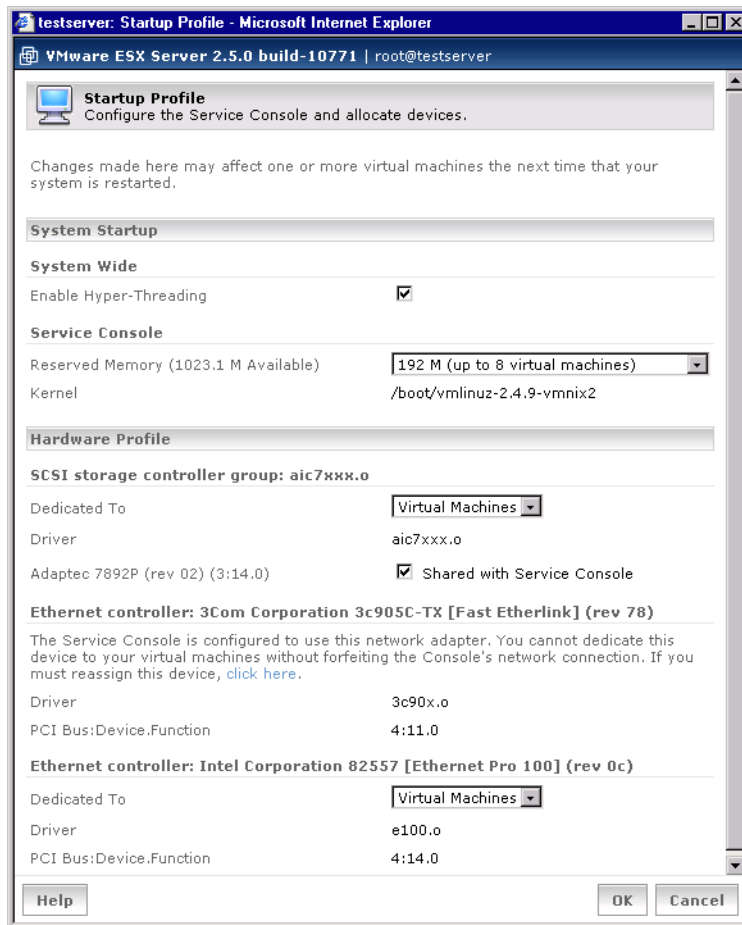 testserver: Startup Profile - Microsoft Internet Explorer
VMware ESX Server 2.5.0 build-10771 | root@testserver
Startup Profile
Configure the Service Console and allocate devices.
Changes made here may affect one or more virtual machines the next time that your
system is restarted.
System Startup
System Wide
Enable Hyper-Threading
Service Console
Reserved Memory (1023.1 M Available) 192 M (up to 8 virtual machines)
Kernel /boot/vmlinuz-2.4.9-vmnix2
Hardware Profile
SCSI storage controller group: aic7xxx.o
Dedicated To Virtual Machines
Driver aic7xxx.o
Adaptec 7892P (rev 02) (3:14.0) Shared with Service Console
Ethernet controller: 3Com Corporation 3c905C-TX [Fast Etherlink] (rev 78)
The Service Console is configured to use this network adapter. You cannot dedicate this
device to your virtual machines without forfeiting the Console's network connection. If you
must reassign this device, click here.
Driver 3c90x.o
PCI Bus:Device.Function 4:11.0
Ethernet controller: Intel Corporation 82557 [Ethernet Pro 100] (rev 0c)
Dedicated To Virtual Machines
Driver e100.o
PCI Bus:Device.Function 4:14.0
Help OK Cancel